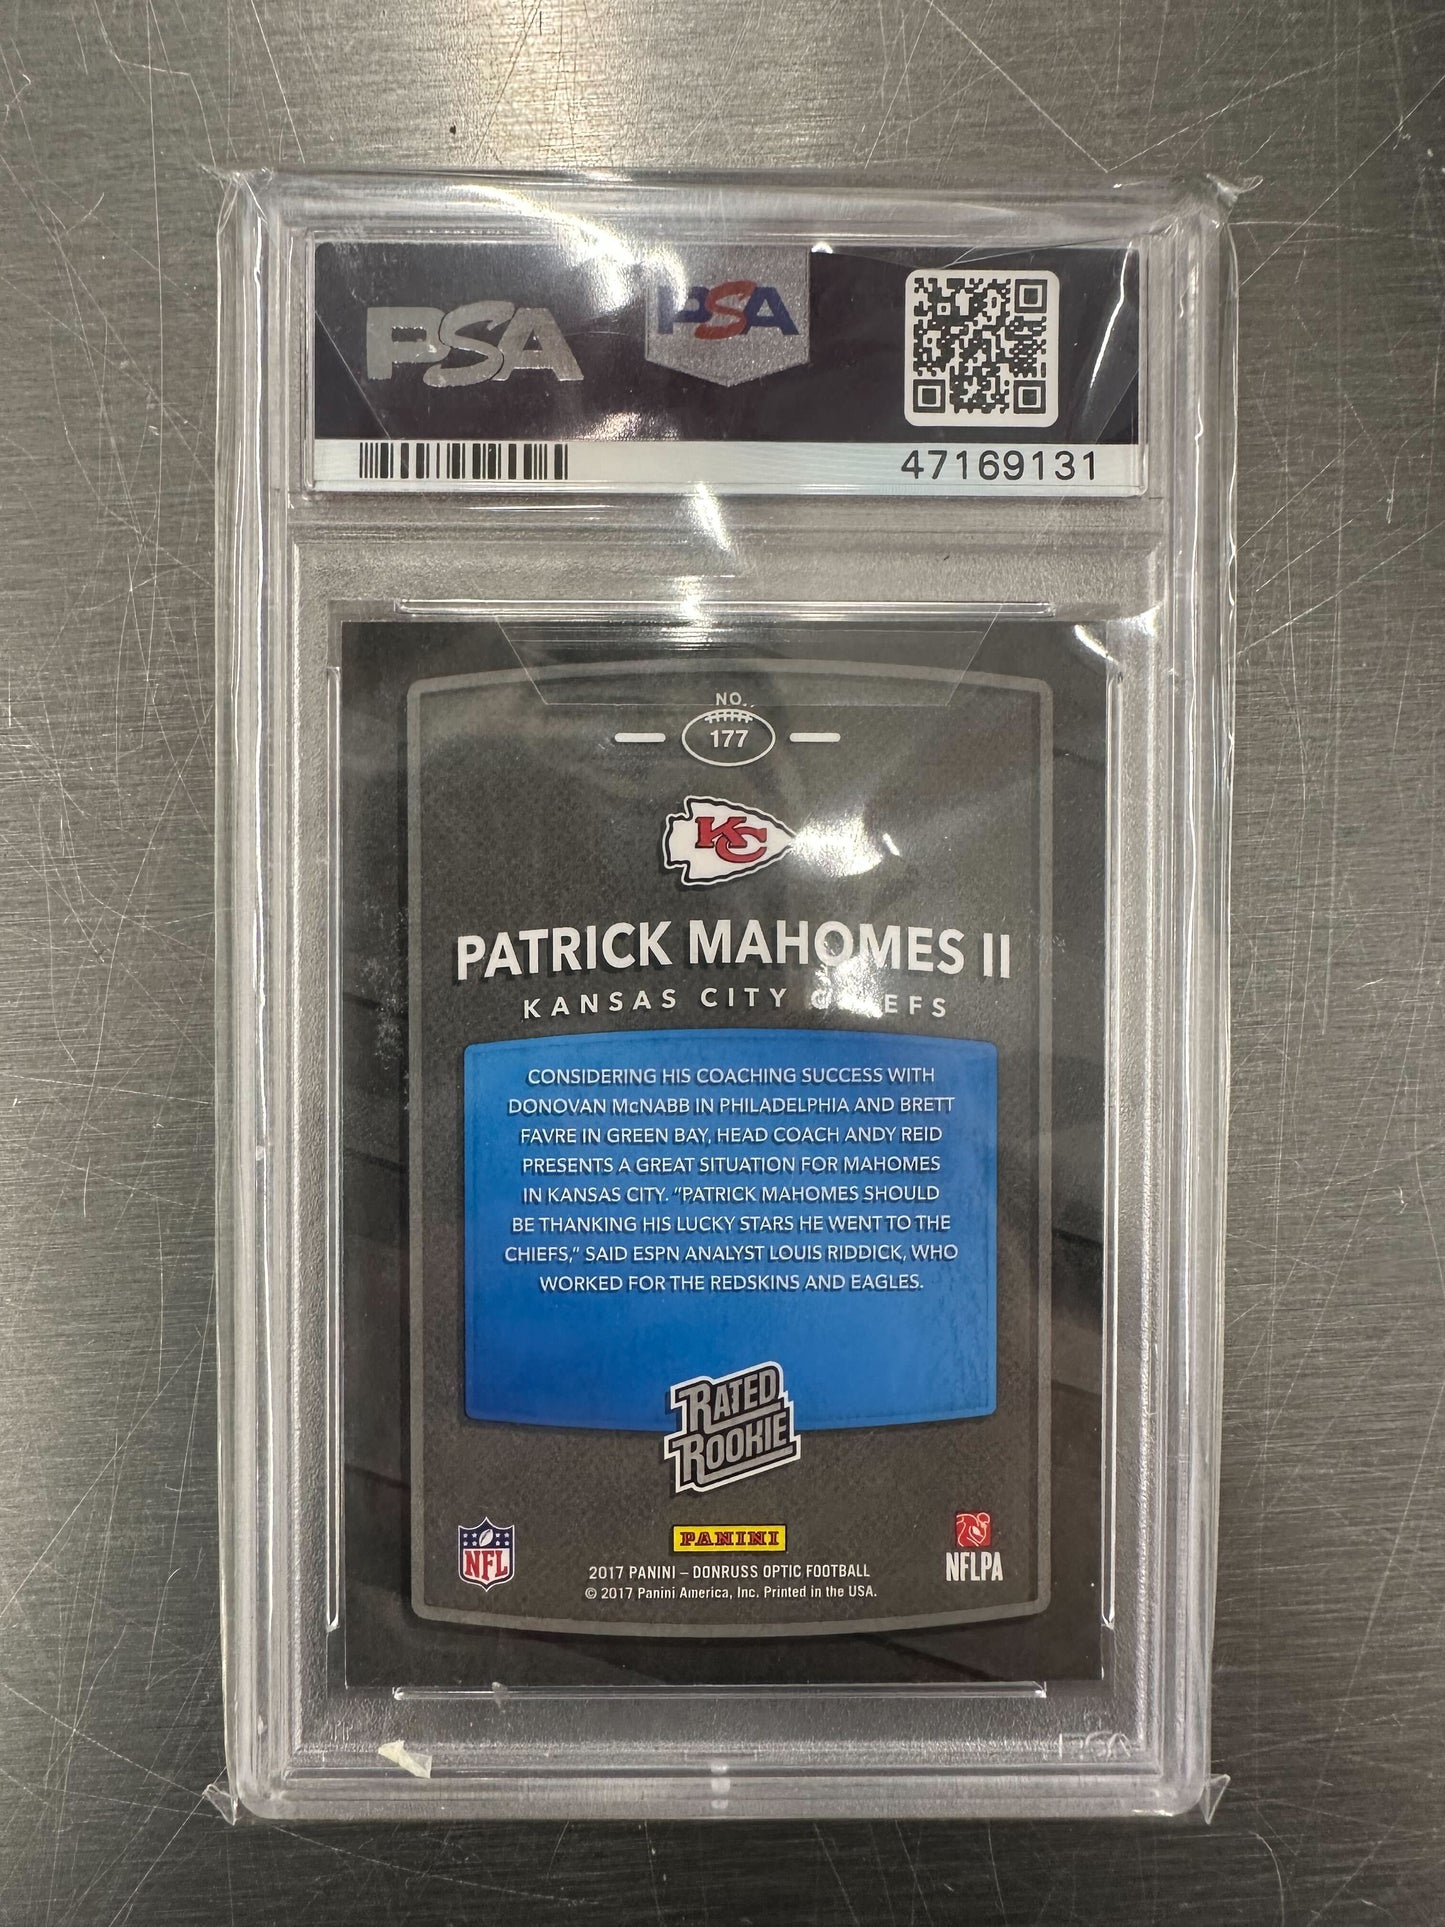 PSA
PSA
47169131
NO.
177
KC
PATRICK MAHOMES II
KANSAS CITY CHIEFS
CONSIDERING HIS COACHING SUCCESS WITH
DONOVAN McNABB IN PHILADELPHIA AND BRETT
FAVRE IN GREEN BAY, HEAD COACH ANDY REID
PRESENTS A GREAT SITUATION FOR MAHOMES
IN KANSAS CITY. "PATRICK MAHOMES SHOULD
BE THANKING HIS LUCKY STARS HE WENT TO THE
CHIEFS," SAID ESPN ANALYST LOUIS RIDDICK, WHO
WORKED FOR THE REDSKINS AND EAGLES.
RATED
ROOKIE
NFL
PANINI
NFLPA
2017 PANINI – DONRUSS OPTIC FOOTBALL
© 2017 Panini America, Inc. Printed in the USA.
PSA